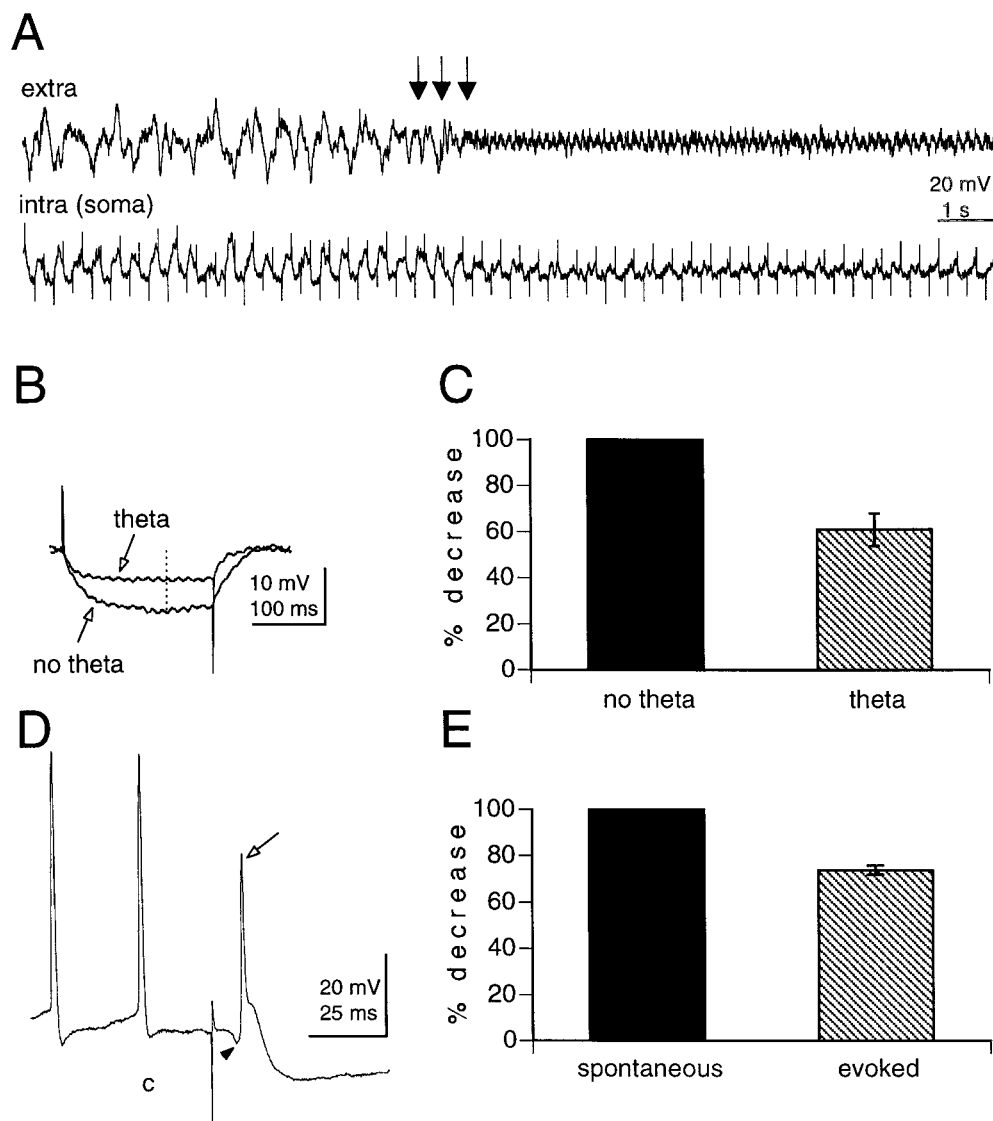 A
extra
20 mV
1 s
intra (soma)
B
theta
10 mV
100 ms
no theta
C
% decrease
100
80
60
40
20
0
no theta
theta
D
20 mV
25 ms
c
E
% decrease
100
80
60
40
20
0
spontaneous
evoked